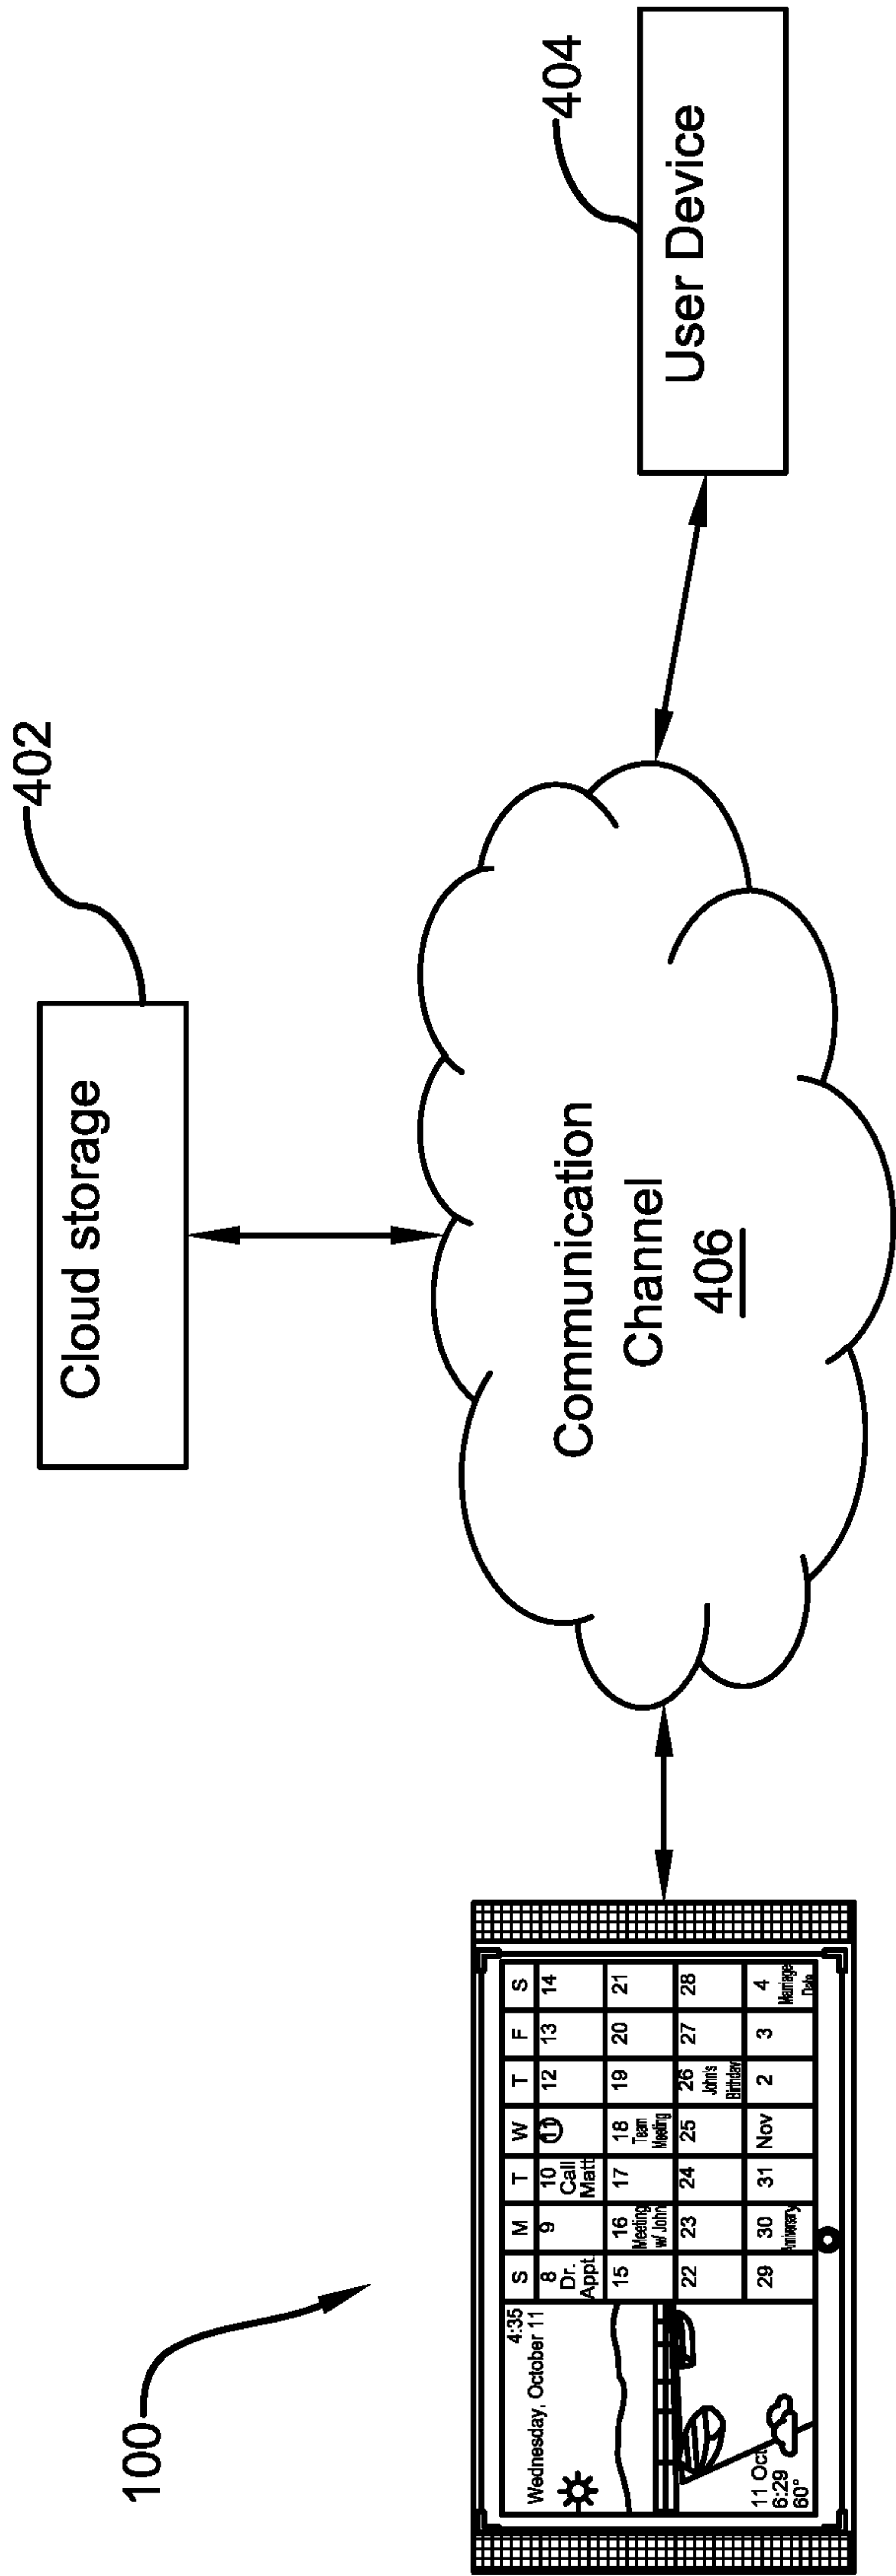 402
Cloud storage
404
User Device
Communication
Channel
406
100
4:35
Wednesday, October 11
11 Oct
6:29
60°
S M T W T F S
8 9 10 11 12 13 14
Dr. Call
Appt. Matt
15 16 17 18 19 20 21
Meeting Team
w/ John Meeting
22 23 24 25 26 27 28
John's
Birthday
29 30 31 Nov 2 3 4
Anniversary Marriage
Date